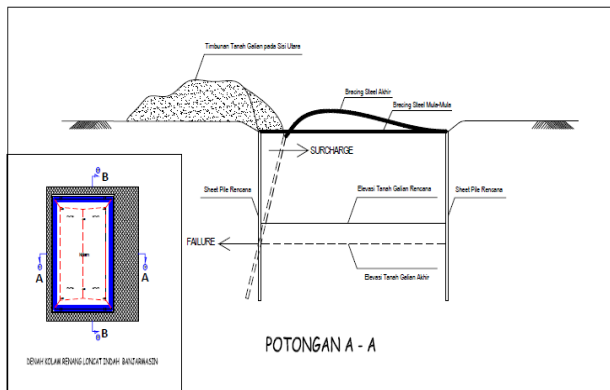 Timbunan Tanah Galian pada Sisi Utara
Bracing Steel Akhir
Bracing Steel Mula-Mula
SURCHARGE
Sheet Pile Rencana
Elevasi Tanah Galian Rencana
Sheet Pile Rencana
FAILURE
Elevasi Tanah Galian Akhir
POTONGAN A - A
B
A
A
B
DENAH KOLAM RENANG LONCAT INDAH BANJARMASIN